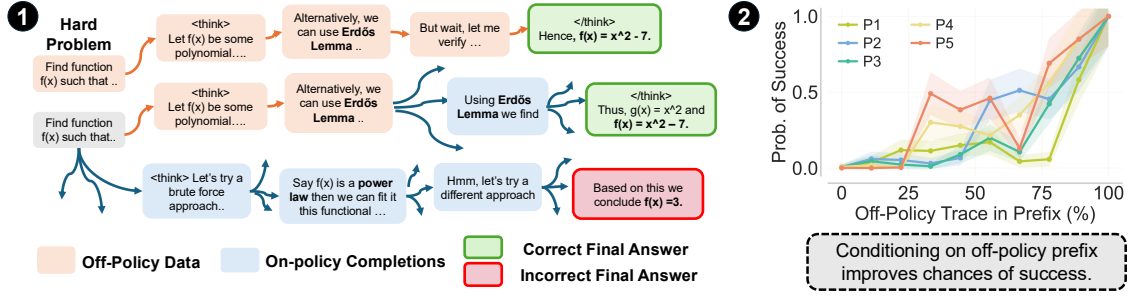 1
Hard
Problem
Find function
f(x) such that ..
<think>
Let f(x) be some
polynomial....
Alternatively, we
can use Erdős
Lemma ..
But wait, let me
verify ...
</think>
Hence, f(x) = x^2 - 7.
Find function
f(x) such that..
<think>
Let f(x) be some
polynomial....
Alternatively, we
can use Erdős
Lemma ..
Using Erdős
Lemma we find
</think>
Thus, g(x) = x^2 and
f(x) = x^2 – 7.
<think> Let's try a
brute force
approach..
Say f(x) is a power
law then we can fit it
this functional ...
Hmm, let's try a
different approach
Based on this we
conclude f(x) =3.
Off-Policy Data
On-policy Completions
Correct Final Answer
Incorrect Final Answer
2
Prob. of Success
1.0
0.5
0.0
P1
P2
P3
P4
P5
0 25 50 75 100
Off-Policy Trace in Prefix (%)
Conditioning on off-policy prefix
improves chances of success.